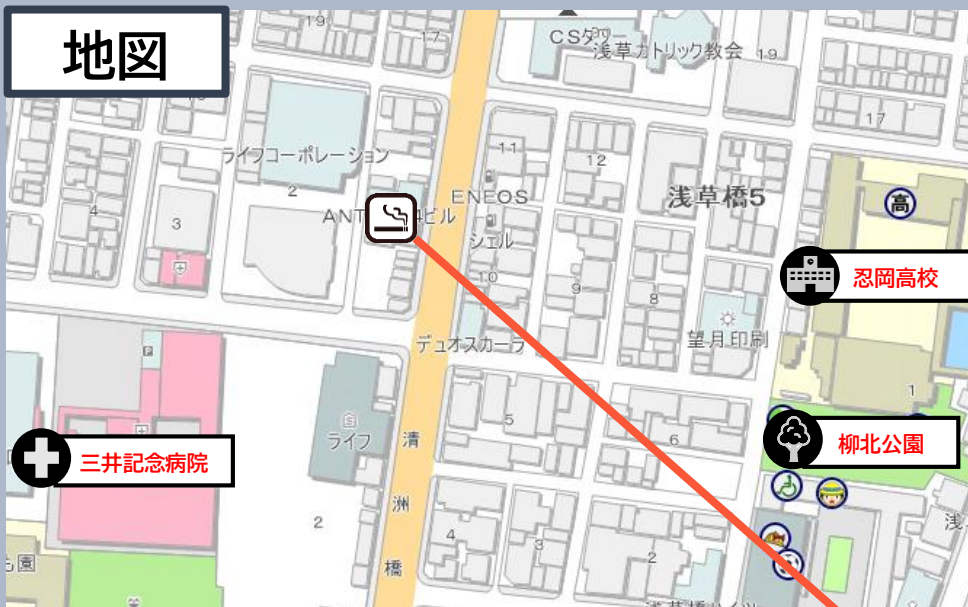 地図
19
17
CSタワー
浅草カトリック教会
19
17
ライフコーポレーション
11
12
2
ENEOS
浅草橋5
高
4
3
シェル
忍岡高校
10
9
8
望月印刷
デュオスカーラ
P
1
5
6
ライフ
清
柳北公園
三井記念病院
洲
2
4
3
2
橋
浅
園